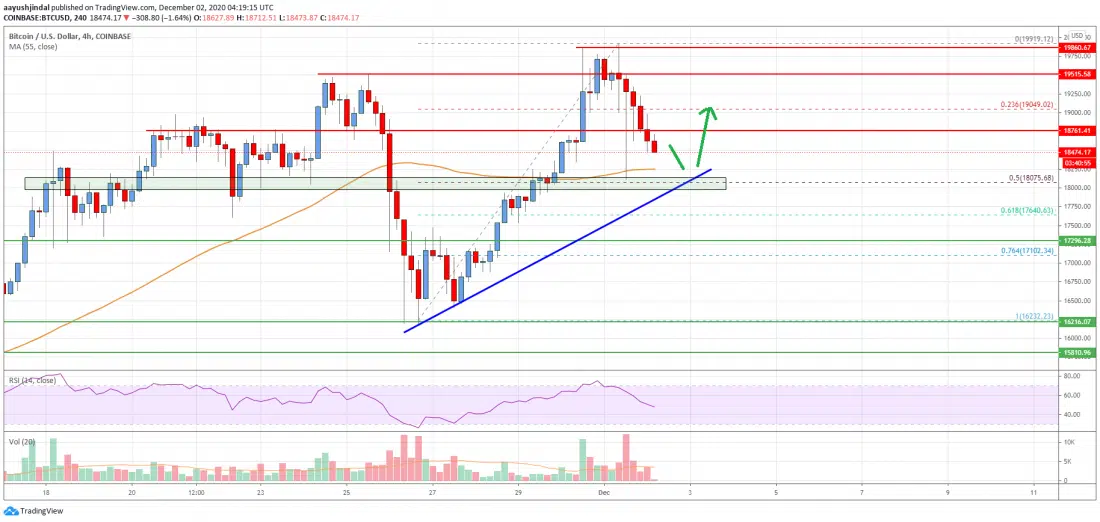 aayushjindal published on TradingView.com, December 02, 2020 04:19:15 UTC
COINBASE:BTCUSD, 240 18474.17 ▼ −308.80 (−1.64%) O:18627.89 H:18712.51 L:18473.87 C:18474.17
Bitcoin / U.S. Dollar, 4h, COINBASE
MA (55, close)
USD
0(19919.12)
19860.67
19515.58
19250.00
0.236(19049.02)
19000.00
18761.41
18474.17
03:40:55
0.5(18075.68)
18000.00
17750.00
0.618(17640.63)
17500.00
17296.28
0.764(17102.34)
17000.00
16750.00
16500.00
1(16232.23)
16216.07
16000.00
15810.96
RSI (14, close)
80.00
60.00
40.00
Vol (20)
10K
5K
0
18 20 12:00 23 25 27 29 Dec 3 5 7 9 11
TradingView